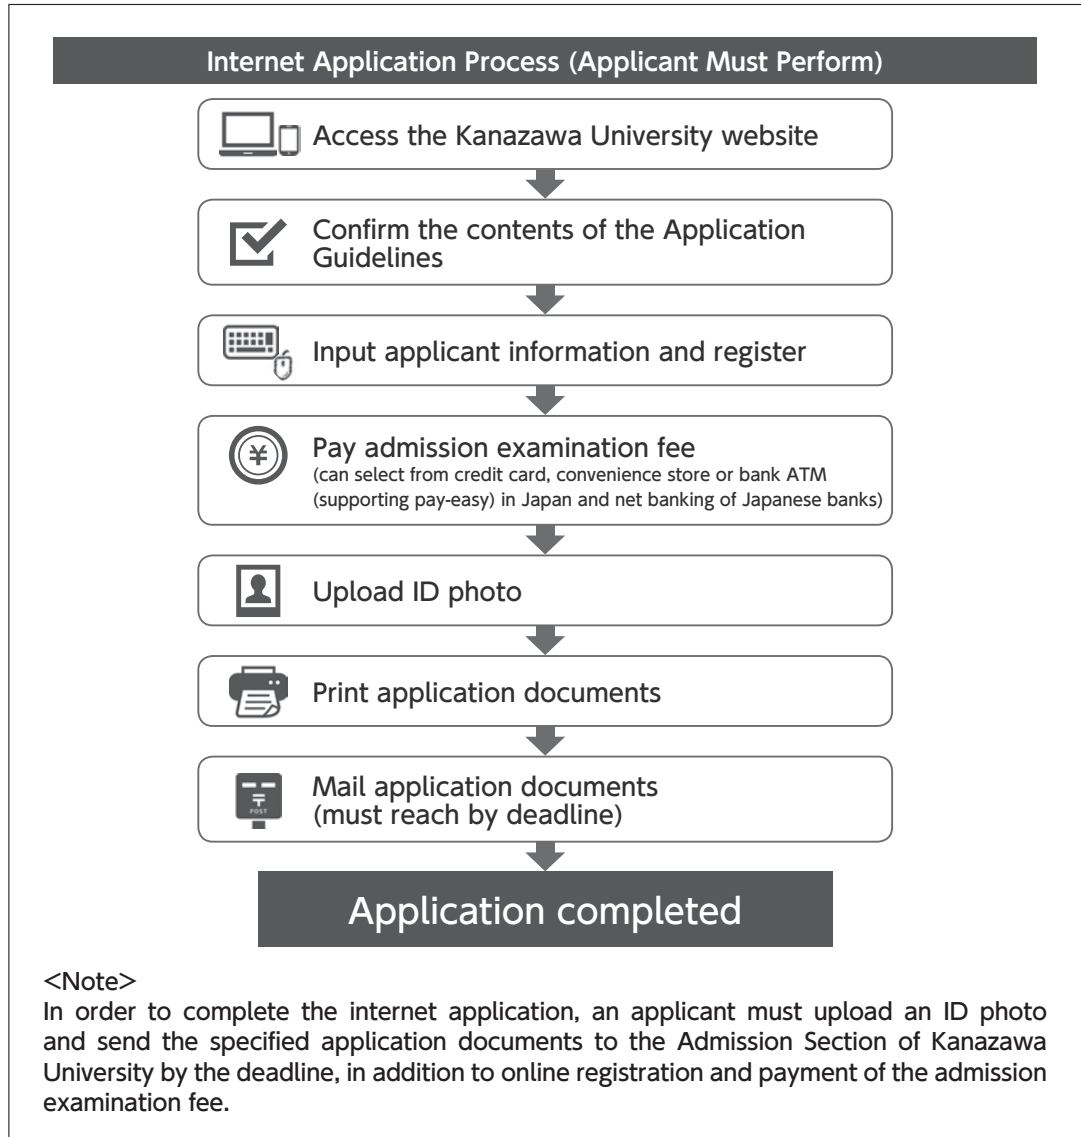 Internet Application Process (Applicant Must Perform)
Access the Kanazawa University website
Confirm the contents of the Application
Guidelines
Input applicant information and register
¥
Pay admission examination fee
(can select from credit card, convenience store or bank ATM
(supporting pay-easy) in Japan and net banking of Japanese banks)
Upload ID photo
Print application documents
〒
POST
Mail application documents
(must reach by deadline)
Application completed
<Note>
In order to complete the internet application, an applicant must upload an ID photo
and send the specified application documents to the Admission Section of Kanazawa
University by the deadline, in addition to online registration and payment of the admission
examination fee.